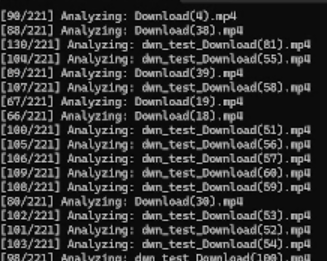 [90/221] Analyzing: Download(4).mp4
[88/221] Analyzing: Download(38).mp4
[130/221] Analyzing: dwn_test_Download(81).mp4
[104/221] Analyzing: dwn_test_Download(55).mp4
[89/221] Analyzing: Download(39).mp4
[107/221] Analyzing: dwn_test_Download(58).mp4
[67/221] Analyzing: Download(19).mp4
[66/221] Analyzing: Download(18).mp4
[100/221] Analyzing: dwn_test_Download(51).mp4
[105/221] Analyzing: dwn_test_Download(56).mp4
[106/221] Analyzing: dwn_test_Download(57).mp4
[109/221] Analyzing: dwn_test_Download(60).mp4
[108/221] Analyzing: dwn_test_Download(59).mp4
[80/221] Analyzing: Download(30).mp4
[102/221] Analyzing: dwn_test_Download(53).mp4
[101/221] Analyzing: dwn_test_Download(52).mp4
[103/221] Analyzing: dwn_test_Download(54).mp4
[98/221] Analyzing: dwn_test_Download(100).mp4